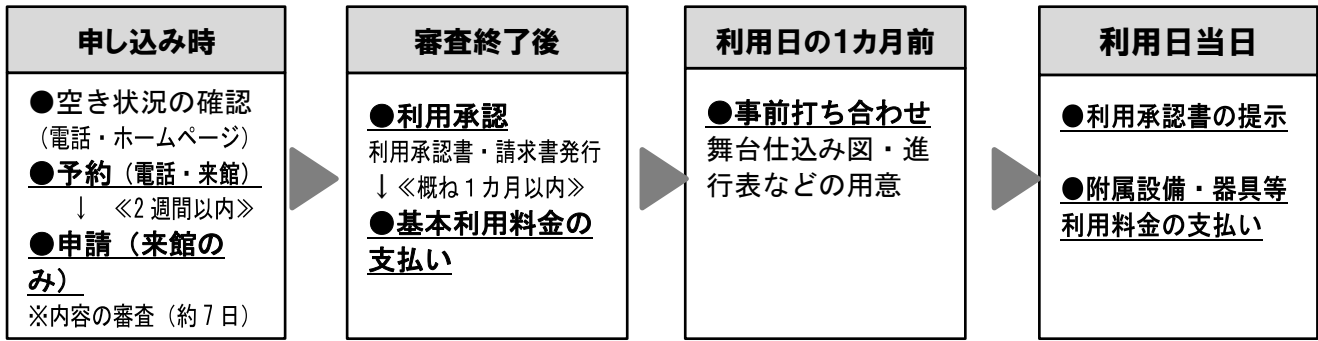 申し込み時
●空き状況の確認
（電話・ホームページ）
●予約（電話・来館）
↓ ≪2週間以内≫
●申請（来館の
み）
※内容の審査（約7日）
審査終了後
●利用承認
利用承認書・請求書発行
↓≪概ね1カ月以内≫
●基本利用料金の
支払い
利用日の1カ月前
●事前打ち合わせ
舞台仕込み図・進
行表などの用意
利用日当日
●利用承認書の提示
●附属設備・器具等
利用料金の支払い